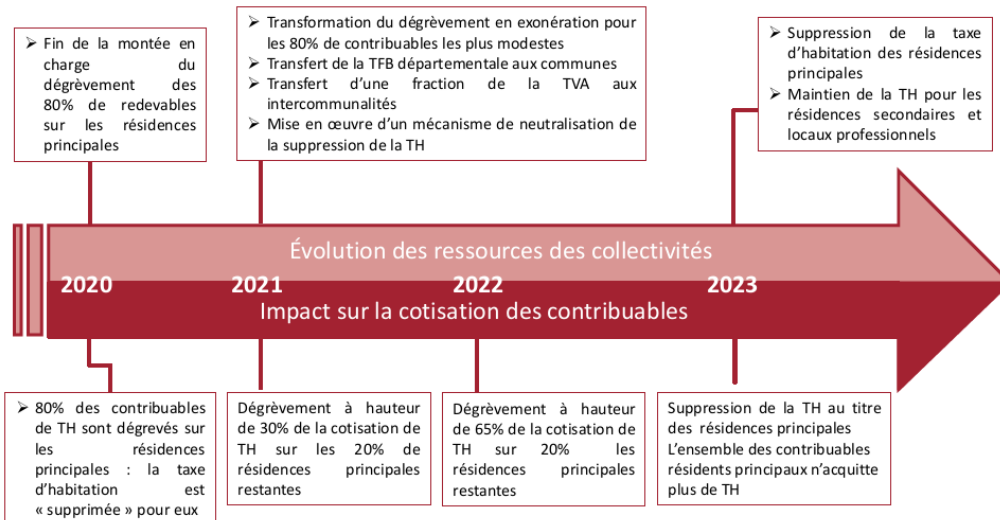 ➢ Fin de la montée en
charge du
dégrèvement des
80% de redevables
sur les résidences
principales
➢ Transformation du dégrèvement en exonération pour
les 80% de contribuables les plus modestes
➢ Transfert de la TFB départementale aux communes
➢ Transfert d’une fraction de la TVA aux
intercommunalités
➢ Mise en œuvre d’un mécanisme de neutralisation de
la suppression de la TH
➢ Suppression de la taxe
d’habitation des résidences
principales
➢ Maintien de la TH pour les
résidences secondaires et
locaux professionnels
Évolution des ressources des collectivités
2020 2021 2022 2023
Impact sur la cotisation des contribuables
➢ 80% des contribuables
de TH sont dégrevés sur
les résidences
principales : la taxe
d’habitation est
« supprimée » pour eux
Dégrèvement à hauteur
de 30% de la cotisation de
TH sur les 20% de
résidences principales
restantes
Dégrèvement à hauteur
de 65% de la cotisation de
TH sur 20% les
résidences principales
restantes
Suppression de la TH au titre
des résidences principales
L’ensemble des contribuables
résidents principaux n’acquitte
plus de TH